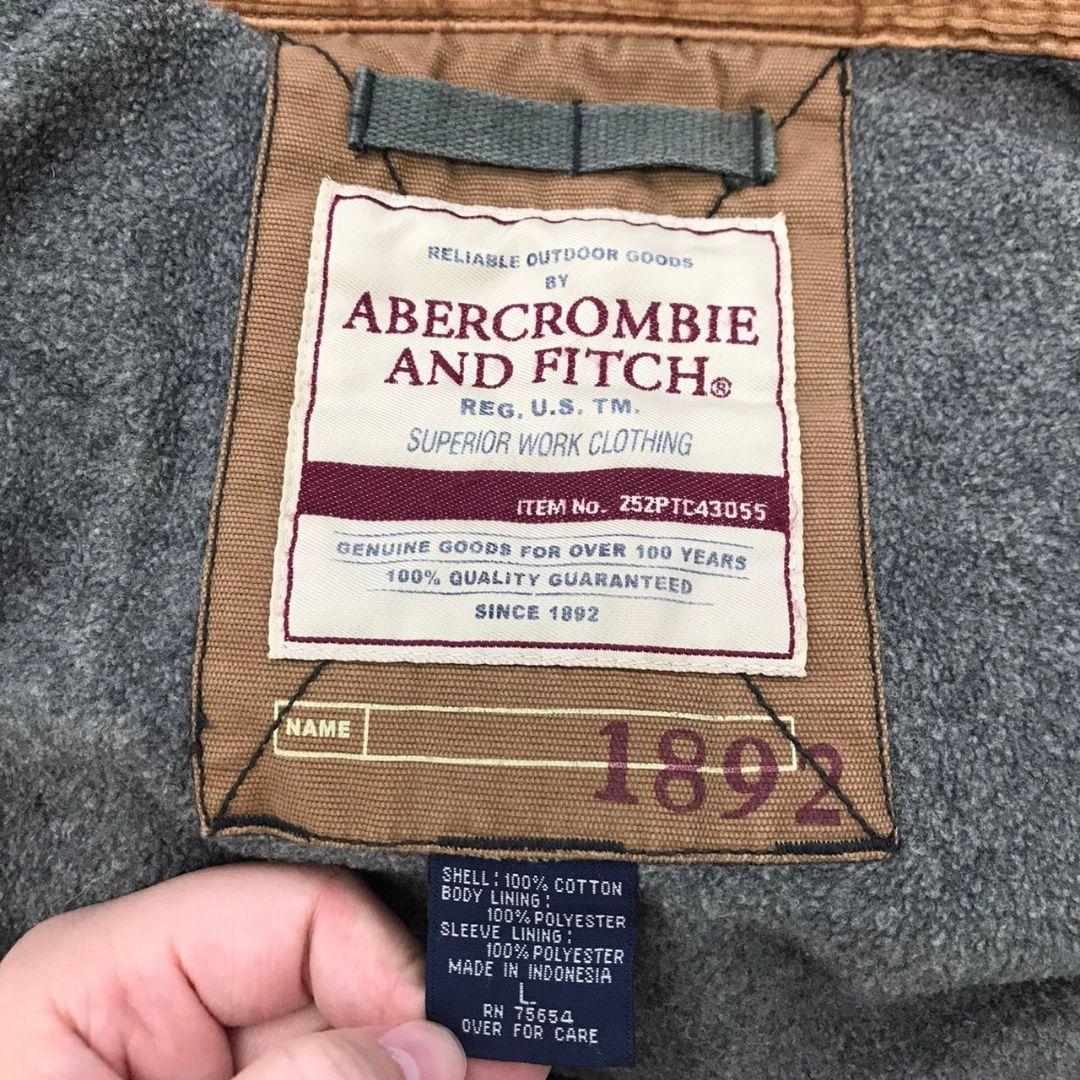 RELIABLE OUTDOOR GOODS
BY
ABERCROMBIE
AND FITCH®
REG. U.S. TM.
SUPERIOR WORK CLOTHING
ITEM No. 252PTC43055
GENUINE GOODS FOR OVER 100 YEARS
100% QUALITY GUARANTEED
SINCE 1892
NAME
1892
SHELL: 100% COTTON
BODY LINING:
100% POLYESTER
SLEEVE LINING:
100% POLYESTER
MADE IN INDONESIA
L
RN 75654
OVER FOR CARE